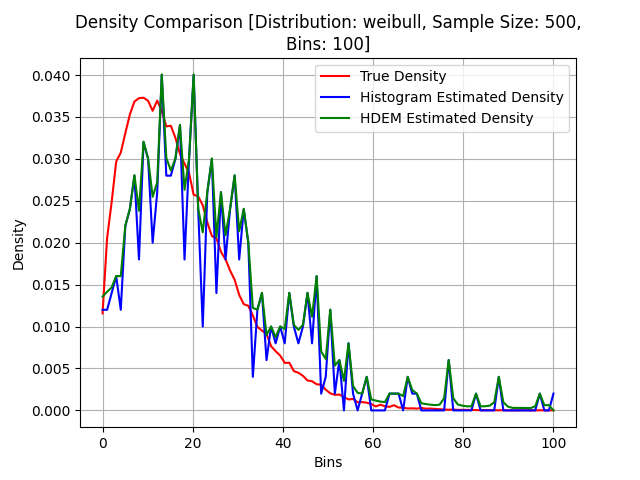 Density Comparison [Distribution: weibull, Sample Size: 500,
Bins: 100]
True Density
Histogram Estimated Density
HDEM Estimated Density
Density
0.040
0.035
0.030
0.025
0.020
0.015
0.010
0.005
0.000
0 20 40 60 80 100
Bins